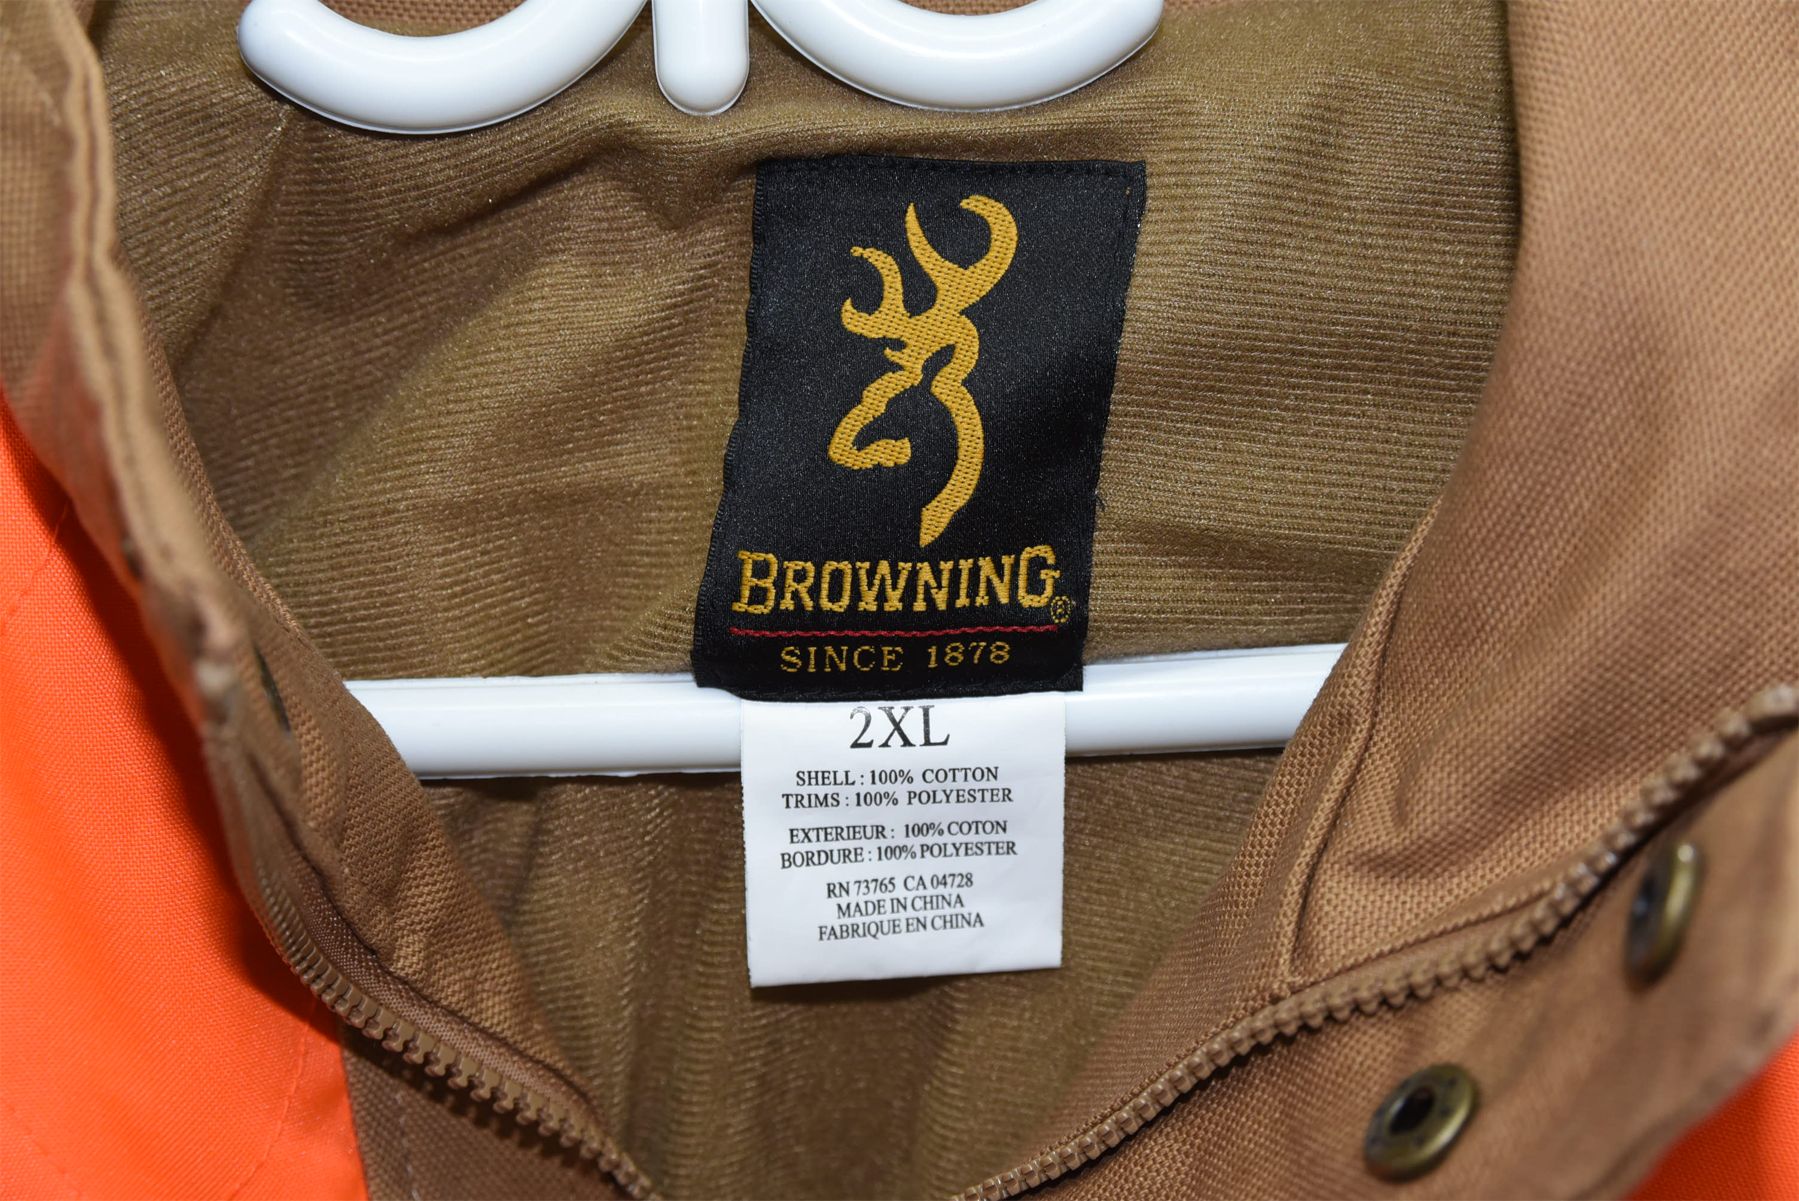 BROWNING®
SINCE 1878
2XL
SHELL : 100% COTTON
TRIMS : 100% POLYESTER
EXTERIEUR : 100% COTON
BORDURE : 100% POLYESTER
RN 73765 CA 04728
MADE IN CHINA
FABRIQUE EN CHINA